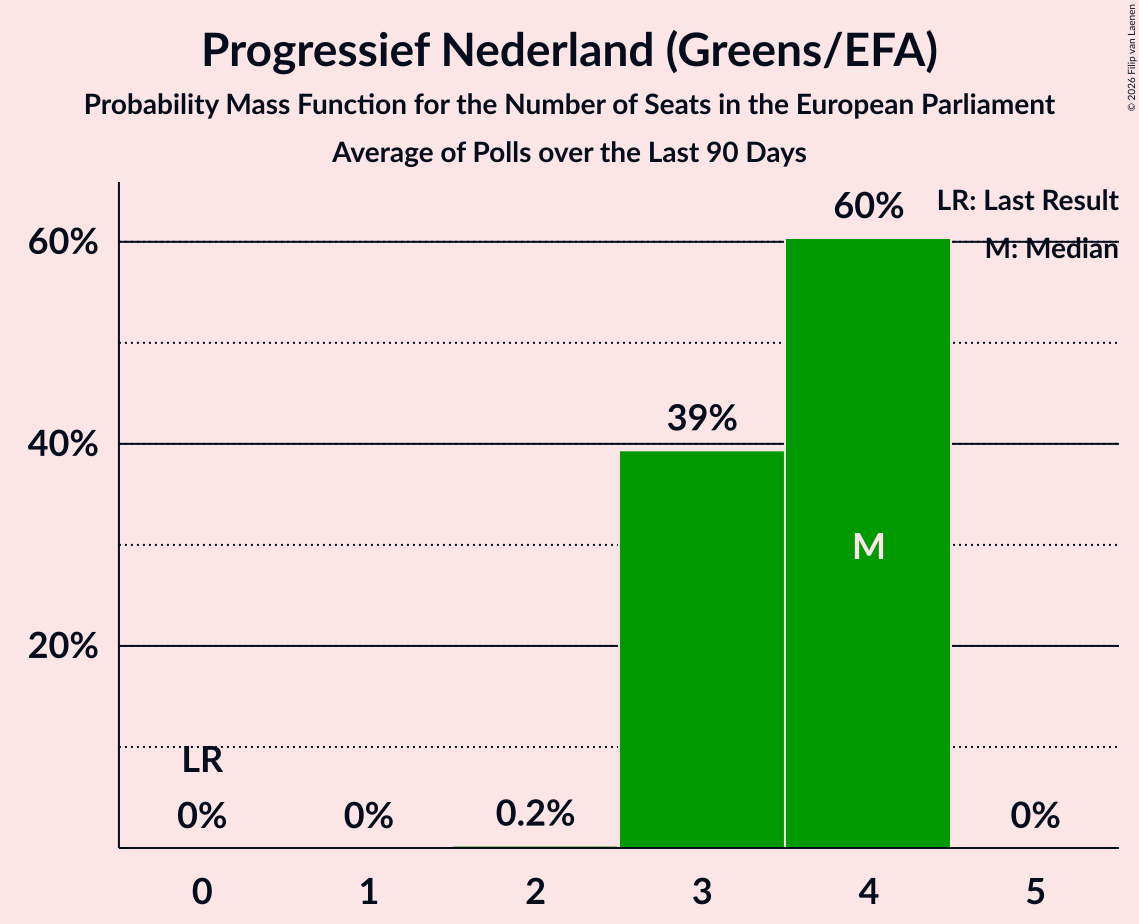 Progressief Nederland (Greens/EFA)
Probability Mass Function for the Number of Seats in the European Parliament
Average of Polls over the Last 90 Days
© 2026 Filip van Laenen
LR: Last Result
M: Median
60%
40%
20%
60%
39%
M
LR
0%
0%
0.2%
0%
0
1
2
3
4
5